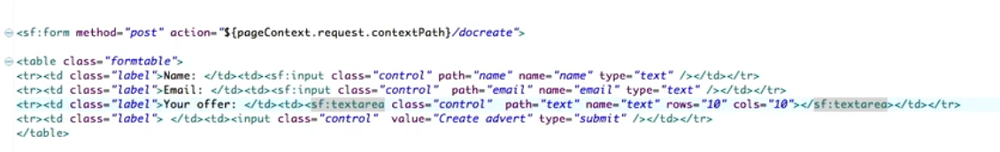 <sf:form method="post" action="${pageContext.request.contextPath}/docreate">
<table class="formtable">
<tr><td class="label">Name: </td><td><sf:input class="control" path="name" name="name" type="text" /></td></tr>
<tr><td class="label">Email: </td><td><sf:input class="control"  path="email" name="email" type="text" /></td></tr>
<tr><td class="label">Your offer: </td><td><sf:textarea class="control"  path="text" name="text" rows="10" cols="10"></sf:textarea></td></tr>
<tr><td class="label"> </td><td><input class="control"  value="Create advert" type="submit" /></td></tr>
</table>